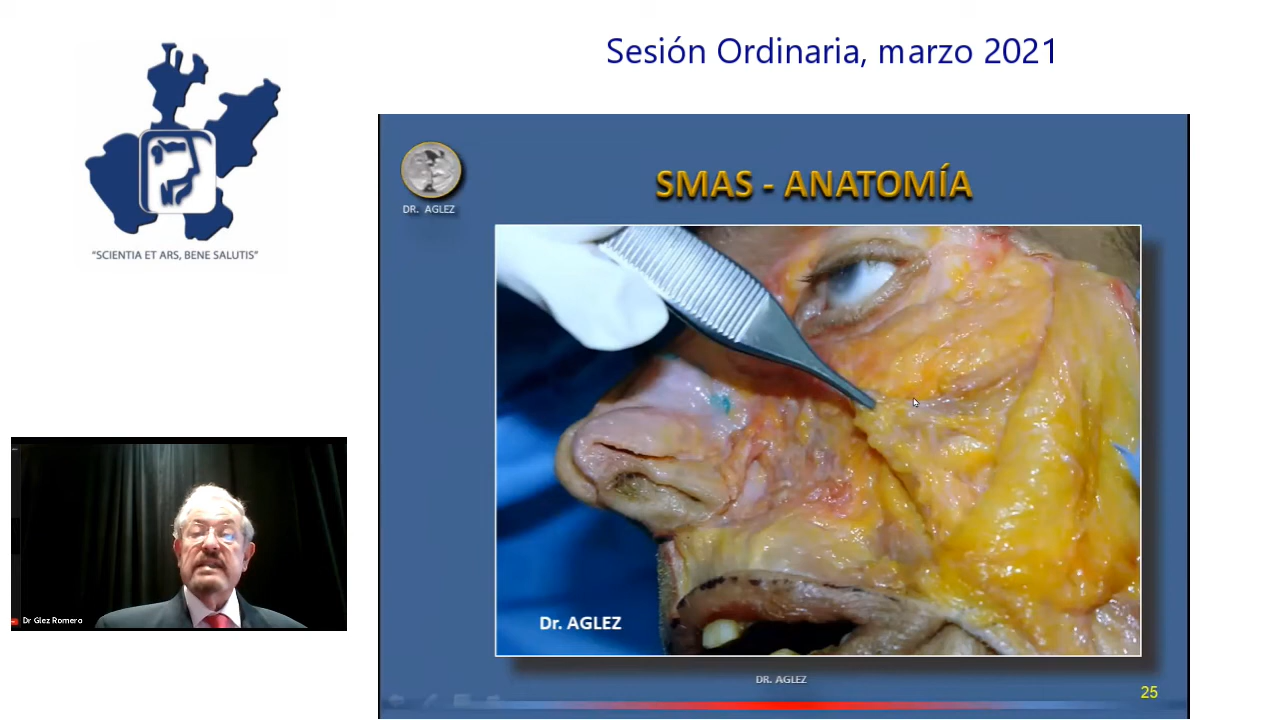 Sesión Ordinaria, marzo 2021
"SCIENTIA ET ARS, BENE SALUTIS"
DR. AGLEZ
SMAS - ANATOMÍA
Dr. AGLEZ
DR. AGLEZ
25
Dr Glez Romero